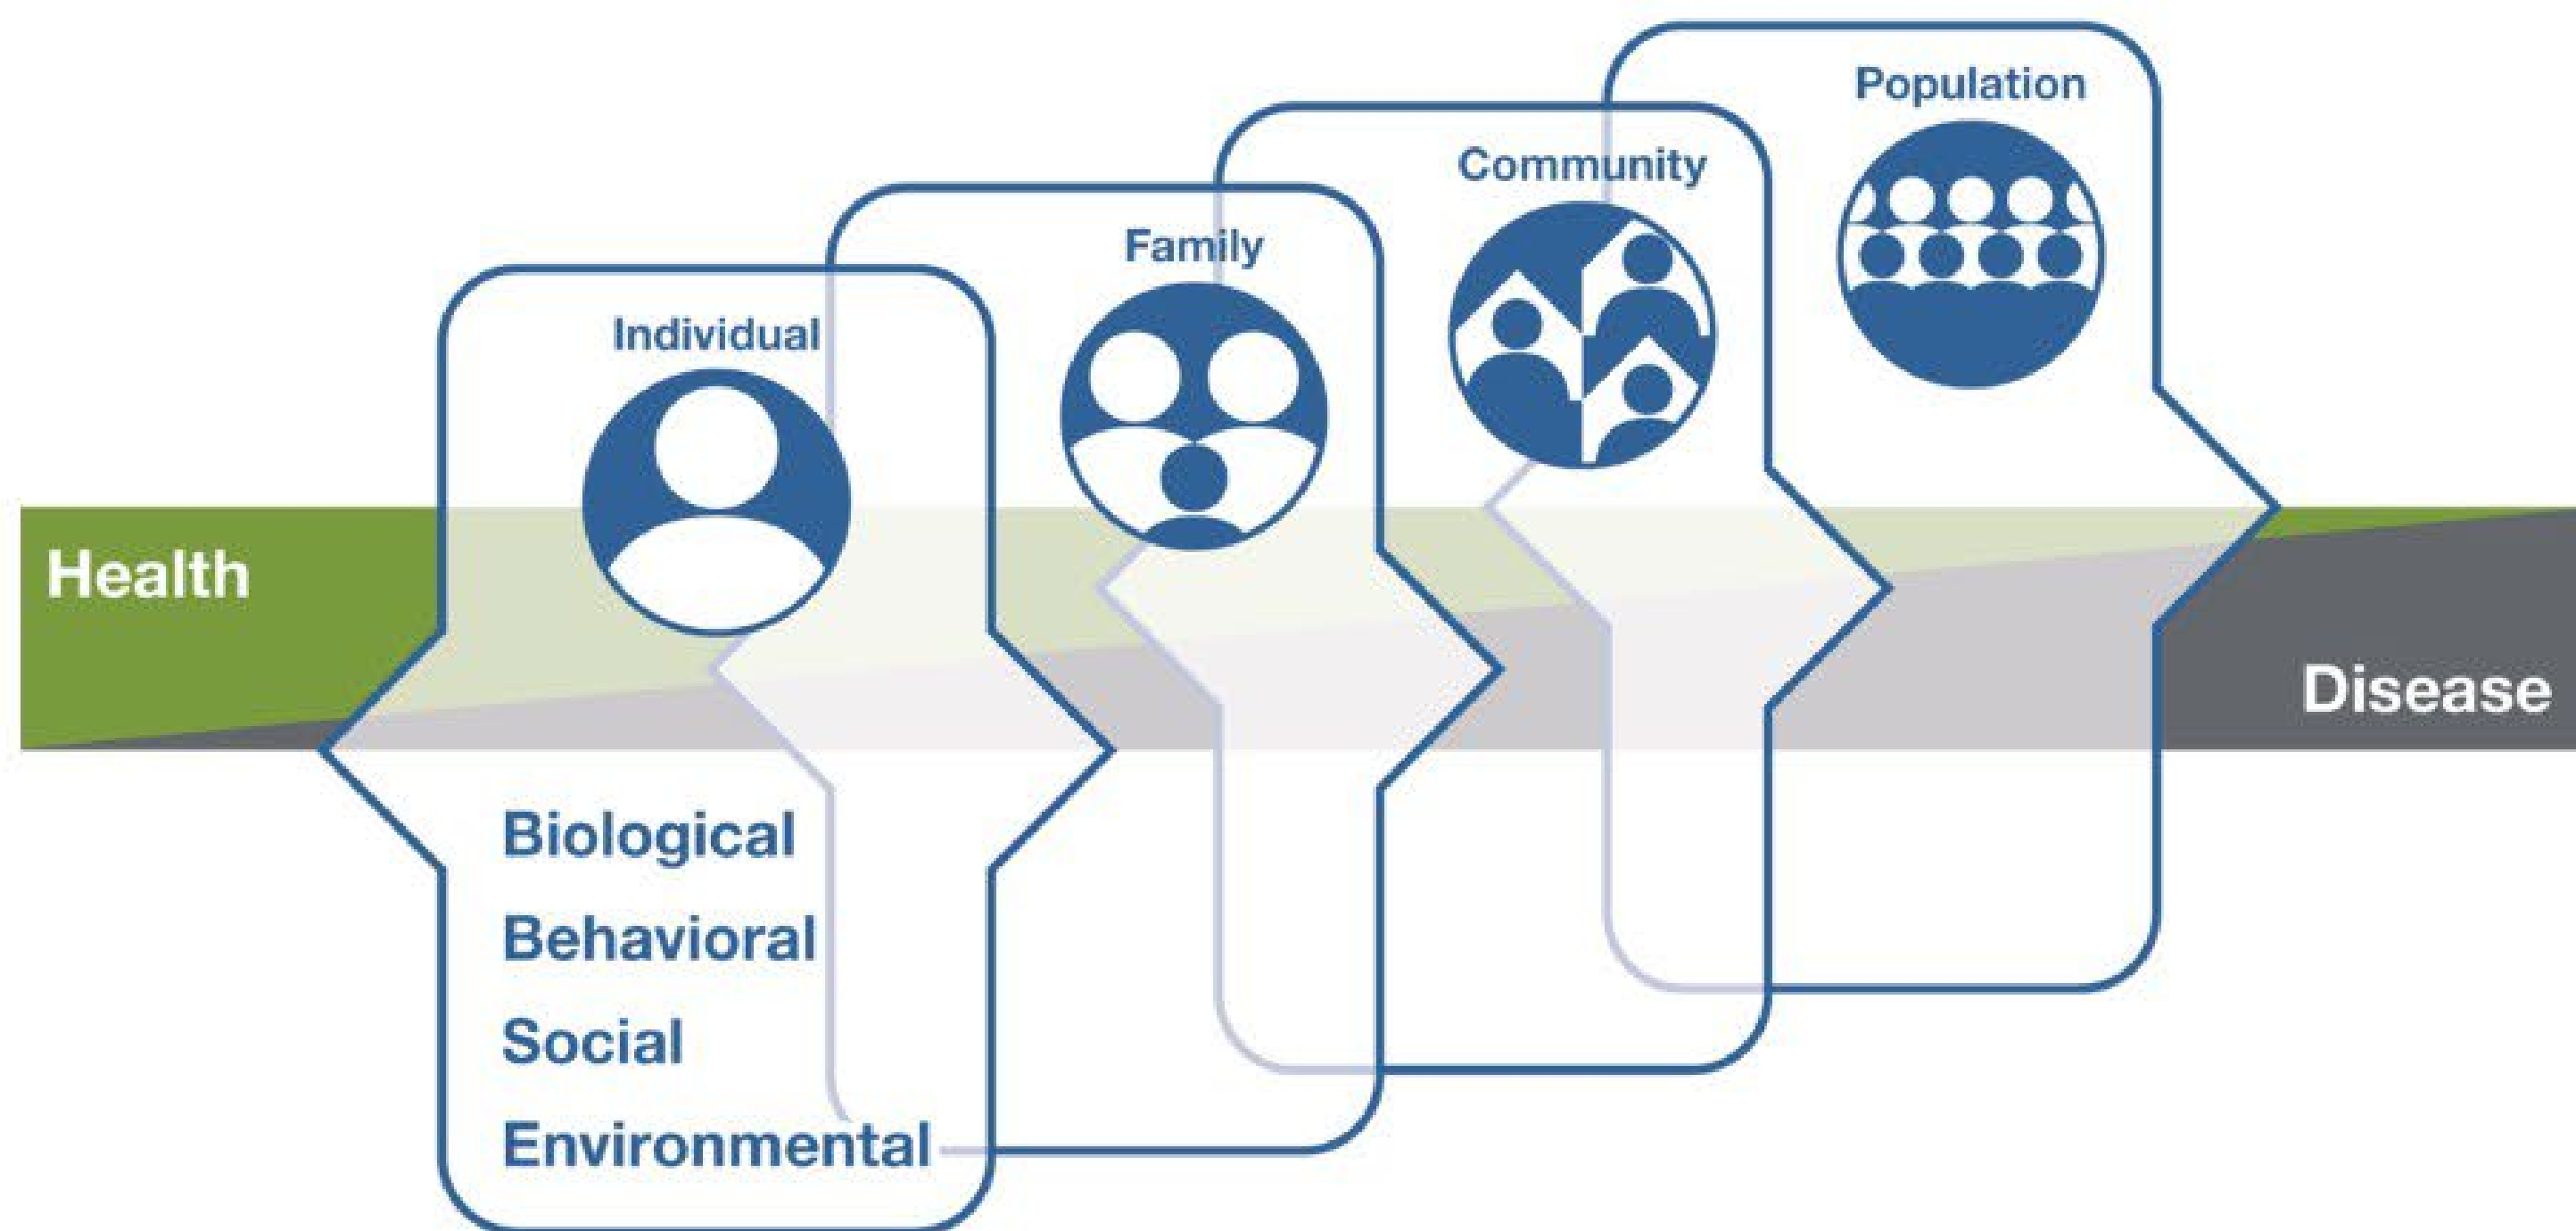 Population
Community
Family
Individual
Health
Disease
Biological
Behavioral
Social
Environmental